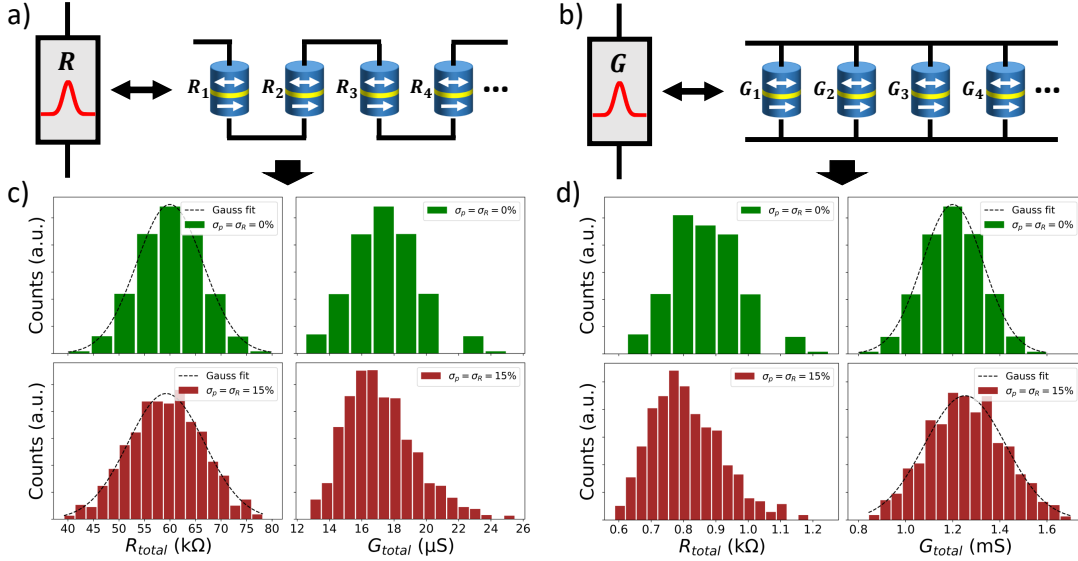 a)
R
R1
R2
R3
R4
...
b)
G
G1
G2
G3
G4
...
c)
Counts (a.u.)
Gauss fit
σp = σR = 0%
σp = σR = 0%
Counts (a.u.)
Gauss fit
σp = σR = 15%
σp = σR = 15%
40 45 50 55 60 65 70 75 80
Rtotal (kΩ)
12 14 16 18 20 22 24 26
Gtotal (µS)
d)
Counts (a.u.)
σp = σR = 0%
Gauss fit
σp = σR = 0%
Counts (a.u.)
σp = σR = 15%
Gauss fit
σp = σR = 15%
0.6 0.7 0.8 0.9 1.0 1.1 1.2
Rtotal (kΩ)
0.8 1.0 1.2 1.4 1.6
Gtotal (mS)